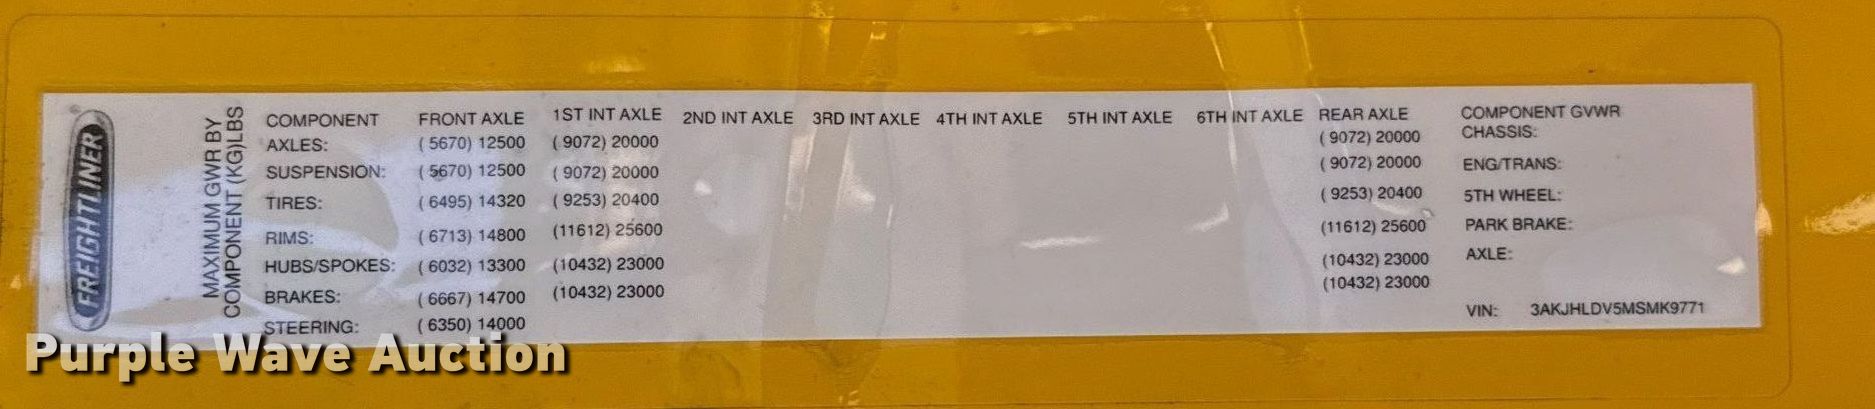 FREIGHTLINER
MAXIMUM GWR BY
COMPONENT (KG)LBS
COMPONENT FRONT AXLE 1ST INT AXLE 2ND INT AXLE 3RD INT AXLE 4TH INT AXLE 5TH INT AXLE 6TH INT AXLE REAR AXLE COMPONENT GVWR
AXLES: ( 5670) 12500 ( 9072) 20000 ( 9072) 20000 CHASSIS:
SUSPENSION: ( 5670) 12500 ( 9072) 20000 ( 9072) 20000 ENG/TRANS:
TIRES: ( 6495) 14320 ( 9253) 20400 ( 9253) 20400 5TH WHEEL:
RIMS: ( 6713) 14800 (11612) 25600 (11612) 25600 PARK BRAKE:
HUBS/SPOKES: ( 6032) 13300 (10432) 23000 (10432) 23000 AXLE:
BRAKES: ( 6667) 14700 (10432) 23000 (10432) 23000
STEERING: ( 6350) 14000 VIN: 3AKJHLDV5MSMK9771
Purple Wave Auction